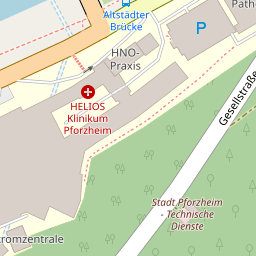 Altstädter
Brücke
P
HNO-
Praxis
HELIOS
Klinikum
Pforzheim
Gesellstraße
Stadt Pforzheim
- Technische
Dienste